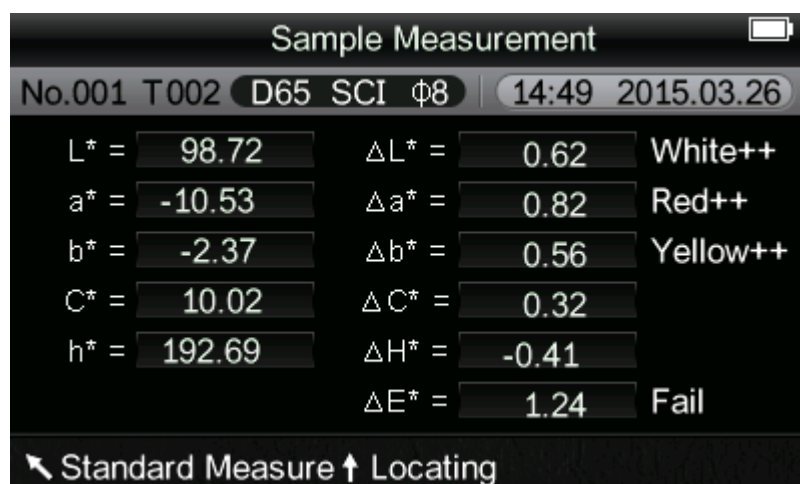 Sample Measurement
No.001 T002 D65 SCI ϕ8 14:49 2015.03.26
L* = 98.72 ΔL* = 0.62 White++
a* = -10.53 Δa* = 0.82 Red++
b* = -2.37 Δb* = 0.56 Yellow++
C* = 10.02 ΔC* = 0.32
h* = 192.69 ΔH* = -0.41
ΔE* = 1.24 Fail
Standard Measure Locating